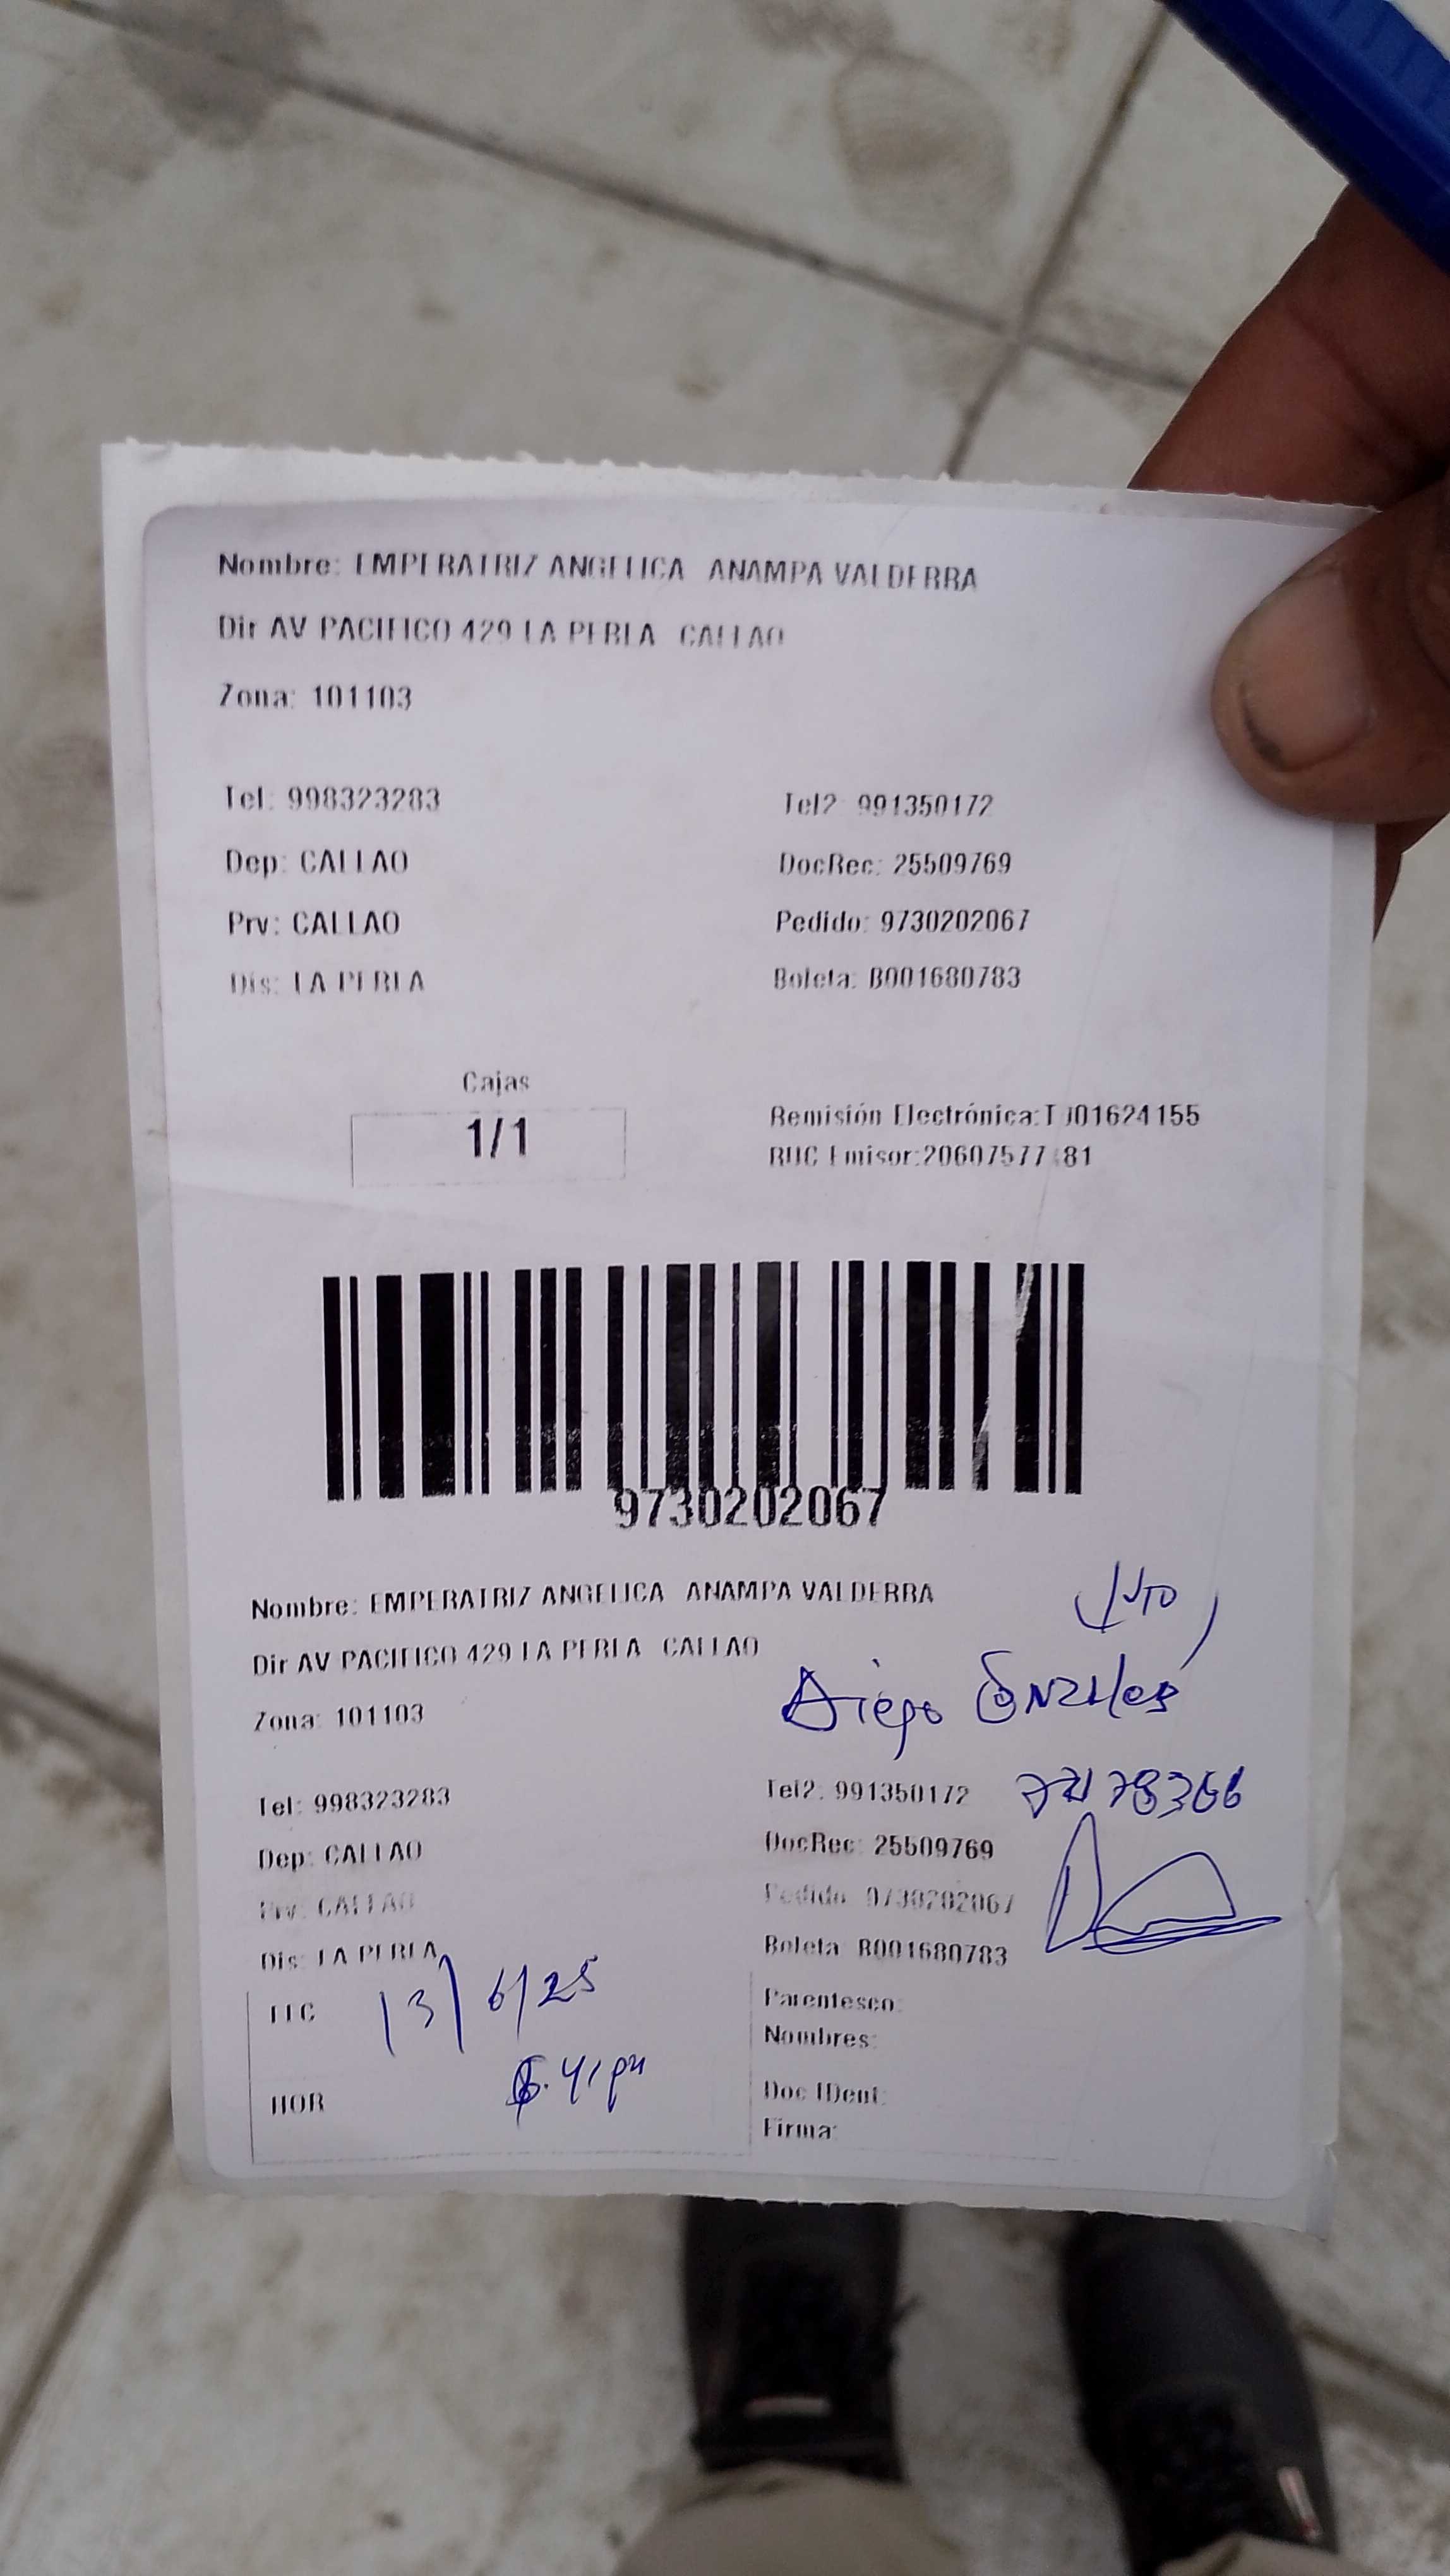 Nombre: EMPERATRIZ ANGELICA ANAMPA VALDERRA
Dir AV PACIFICO 429 LA PERLA CALLAO
Zona: 101103
Tel: 998323283 Tel2: 991350172
Dep: CALLAO DocRec: 25509769
Prv: CALLAO Pedido: 9730202067
Dis: LA PERLA Boleta: B001680783
Cajas
1/1
Remisión Electrónica:
RUC Emisor:
9730202067
Nombre: EMPERATRIZ ANGELICA ANAMPA VALDERRA
Dir AV PACIFICO 429 LA PERLA CALLAO
Diego
Zona: 101103
Tel: 998323283 Tel2: 991350172
Dep: CALLAO DocRec: 25509769
Prv: CALLAO Pedido: 9730202067
Dis: LA PERLA Boleta: B001680783
13/6/25 Parentesco:
Nombres:
HOR Doc IDent:
Firma: